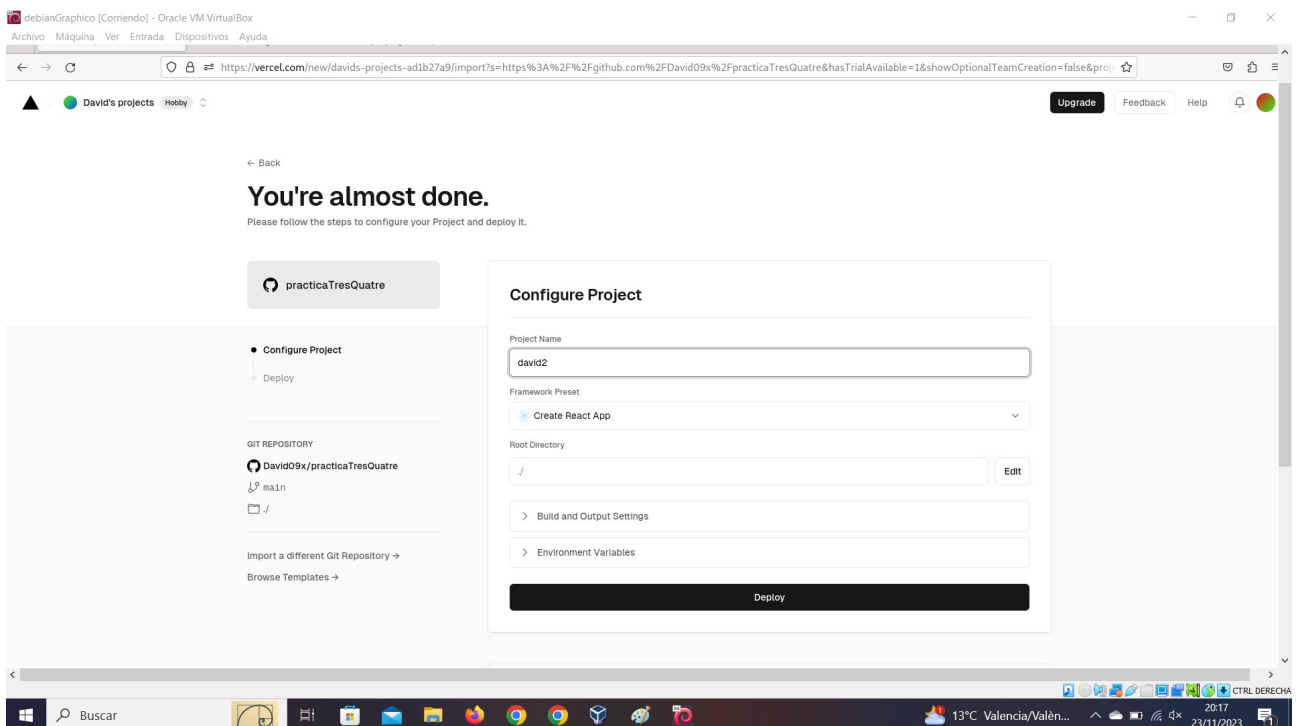 debianGraphico [Corriendo] - Oracle VM VirtualBox
Archivo Máquina Ver Entrada Dispositivos Ayuda
https://vercel.com/new/davids-projects-ad1b27a9/import?s=https%3A%2F%2Fgithub.com%2FDavid09x%2FpracticaTresQuatre&hasTrialAvailable=1&showOptionalTeamCreation=false&proj
David's projects Hobby Upgrade Feedback Help
← Back
You're almost done.
Please follow the steps to configure your Project and deploy it.
practicaTresQuatre
Configure Project
Deploy
GIT REPOSITORY
David09x/practicaTresQuatre
main
./
Import a different Git Repository →
Browse Templates →
Configure Project
Project Name
david2
Framework Preset
Create React App
Root Directory
./ Edit
Build and Output Settings
Environment Variables
Deploy
CTRL DERECHA
Buscar 13°C Valencia/Valèn... 20:17
23/11/2023